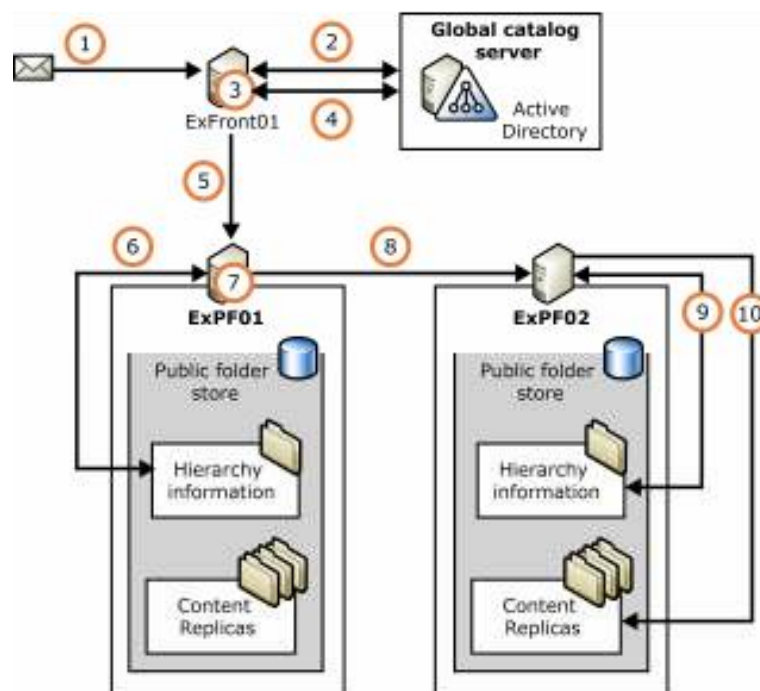 Global catalog
server
1
2
3
4
ExFront01
Active
Directory
5
6
7
8
9
10
ExPF01
ExPF02
Public folder
store
Public folder
store
Hierarchy
information
Hierarchy
information
Content
Replicas
Content
Replicas